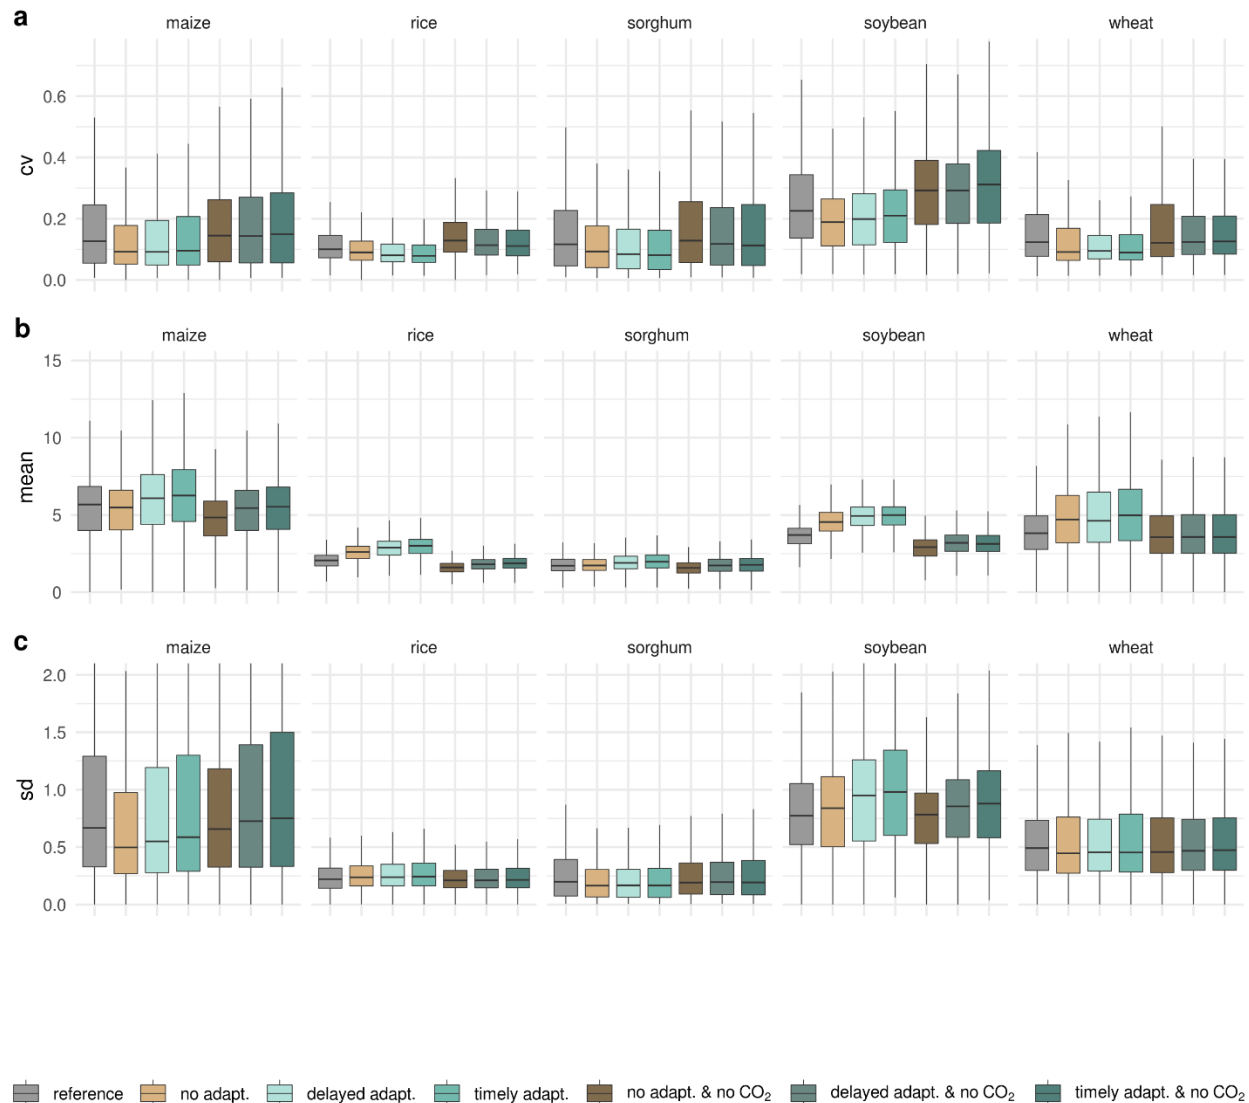 a
maize rice sorghum soybean wheat
0.6
0.4
0.2
0.0
cv
b
maize rice sorghum soybean wheat
15
10
5
0
mean
c
maize rice sorghum soybean wheat
2.0
1.5
1.0
0.5
0.0
sd
reference no adapt. delayed adapt. timely adapt. no adapt. & no CO₂ delayed adapt. & no CO₂ timely adapt. & no CO₂